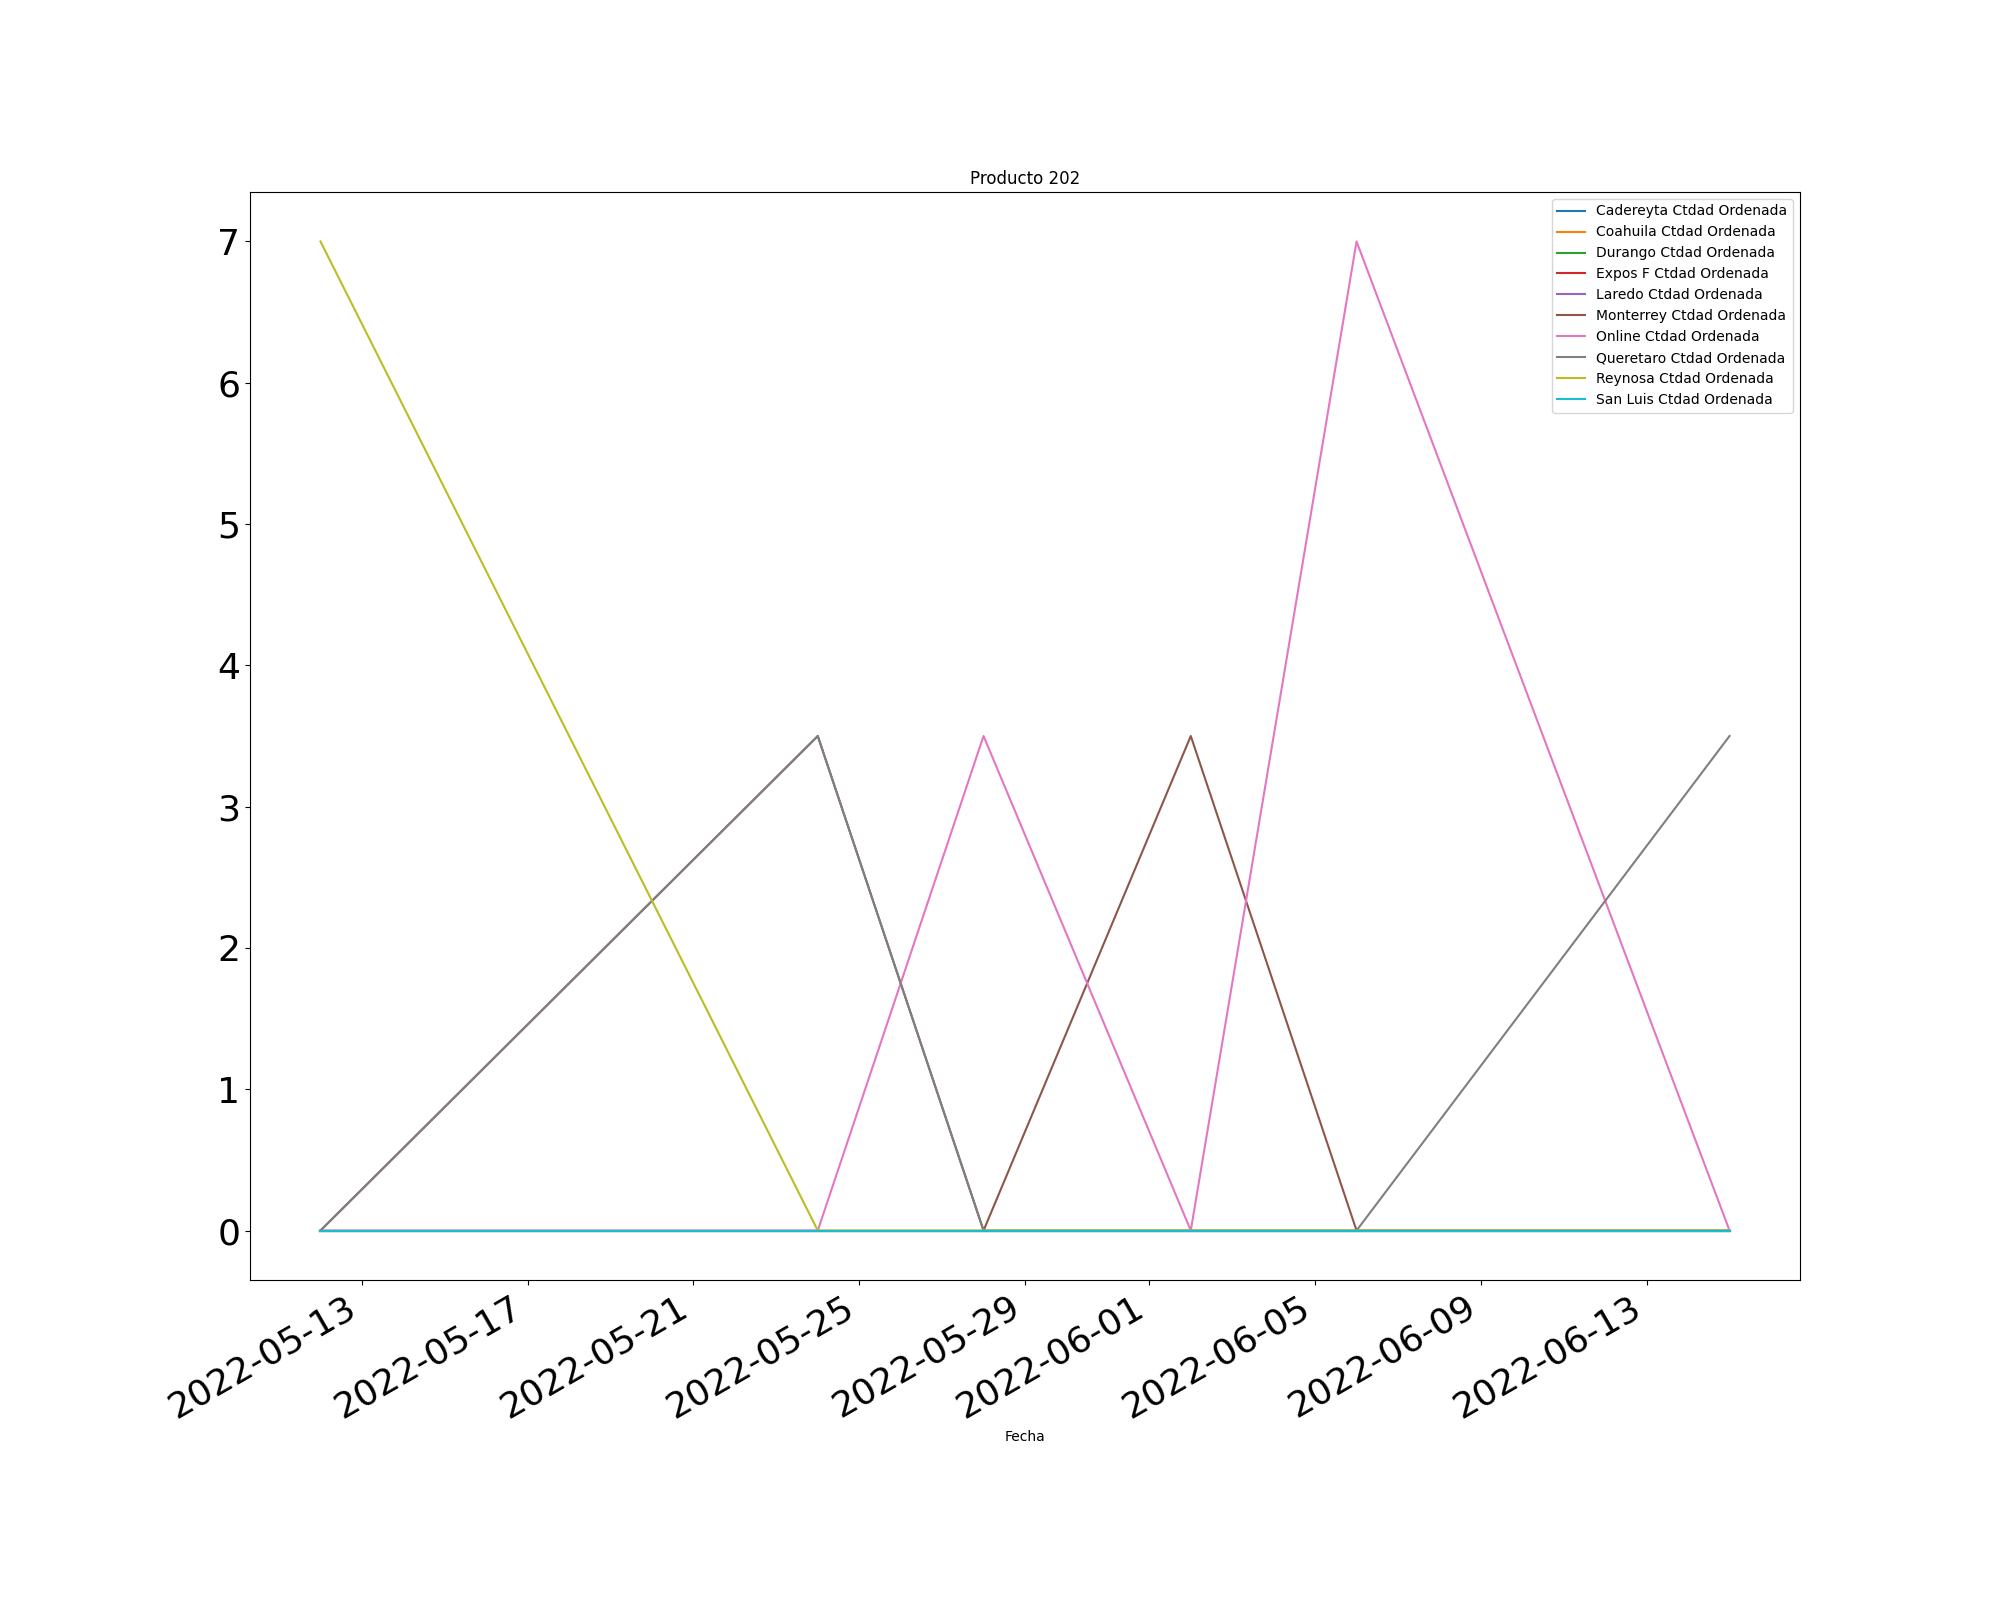 Producto 202
Cadereyta Ctdad Ordenada
Coahuila Ctdad Ordenada
Durango Ctdad Ordenada
Expos F Ctdad Ordenada
Laredo Ctdad Ordenada
Monterrey Ctdad Ordenada
Online Ctdad Ordenada
Queretaro Ctdad Ordenada
Reynosa Ctdad Ordenada
San Luis Ctdad Ordenada
7
6
5
4
3
2
1
0
2022-05-13
2022-05-17
2022-05-21
2022-05-25
2022-05-29
2022-06-01
2022-06-05
2022-06-09
2022-06-13
Fecha